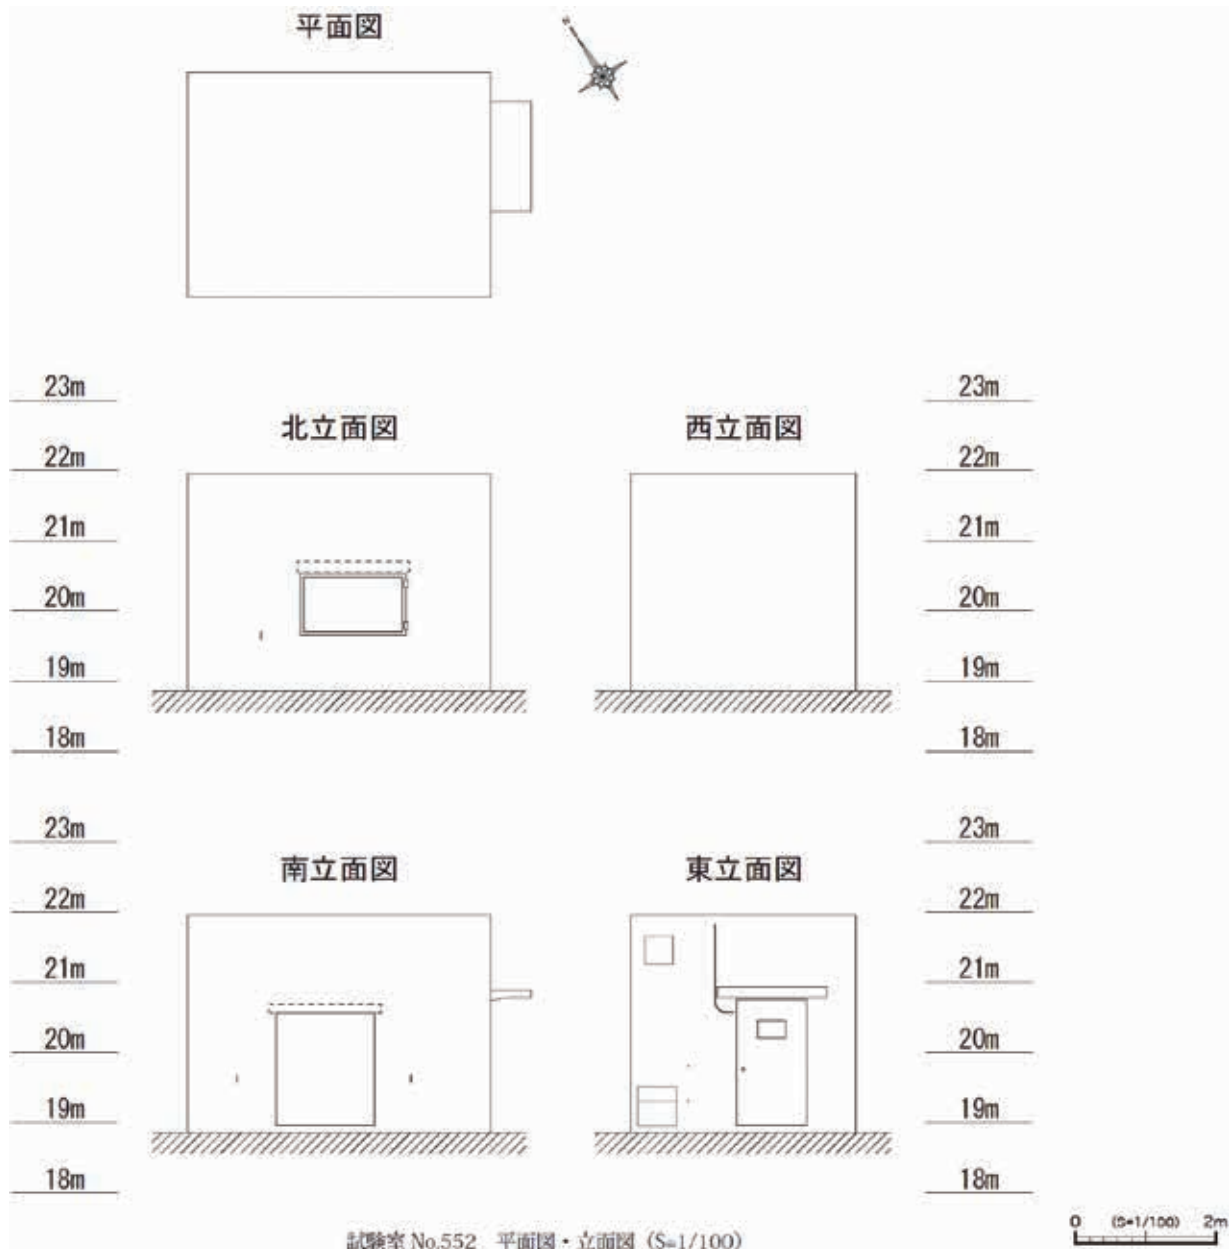 平面図
N
23m 23m
北立面図 西立面図
22m 22m
21m 21m
20m 20m
19m 19m
18m 18m
23m 23m
南立面図 東立面図
22m 22m
21m 21m
20m 20m
19m 19m
18m 18m
0 (S=1/100) 2m
試験室 No.552 平面図・立面図 (S=1/100)